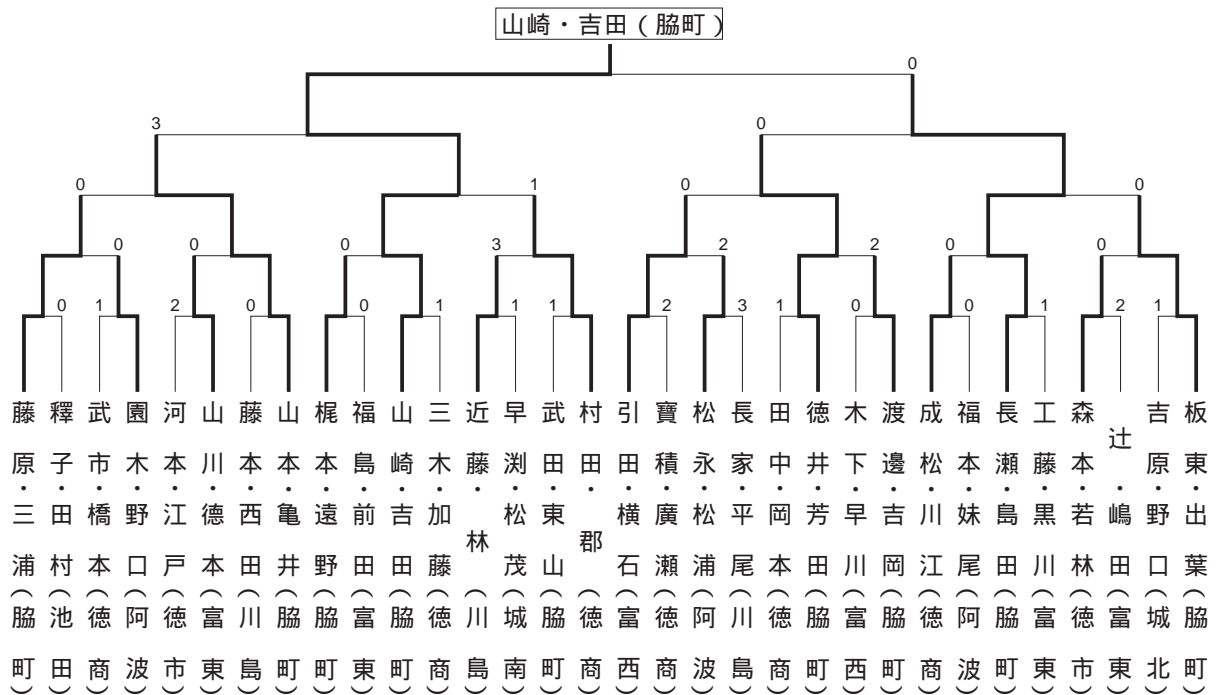 山崎・吉田(脇町)
0
3
0
0
1
0
0
0
0
0
3
2
2
0
0
0
1
2
0
0
1
1
1
2
3
1
0
0
1
2
1
藤原・三浦(脇町)
釋子・田村(池田)
武市・橋本(徳商)
園木・野口(阿波)
河本・江戸(徳市)
山川・德本(富東)
藤本・西田(川島)
山本・亀井(脇町)
梶本・遠野(脇町)
福島・前田(富東)
山崎・吉田(脇町)
三木・加藤(徳商)
近藤・林(川島)
早渕・松茂(城南)
武田・東山(脇町)
村田・郡(徳商)
引田・横石(富西)
寶積・廣瀬(徳商)
松永・松浦(阿波)
長家・平尾(川島)
田中・岡本(徳商)
徳井・芳田(脇町)
木下・早川(富西)
渡邊・吉岡(脇町)
成松・川江(徳商)
福本・妹尾(阿波)
長瀬・島田(脇町)
工藤・黒川(富東)
森本・若林(徳市)
辻・嶋田(富東)
吉原・野口(城北)
板東・出葉(脇町)